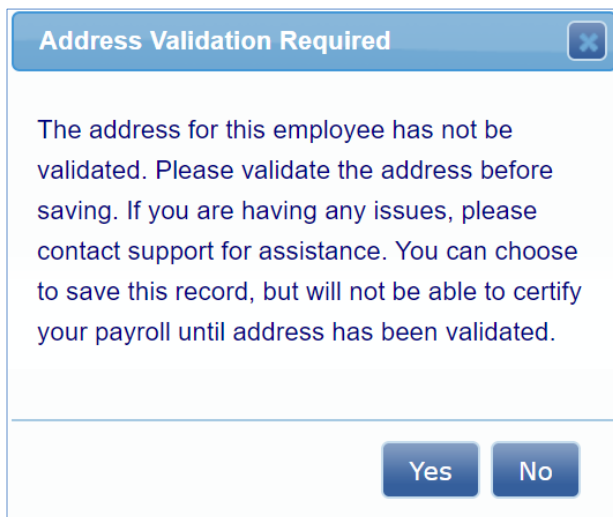 Address Validation Required
The address for this employee has not be
validated. Please validate the address before
saving. If you are having any issues, please
contact support for assistance. You can choose
to save this record, but will not be able to certify
your payroll until address has been validated.
Yes No